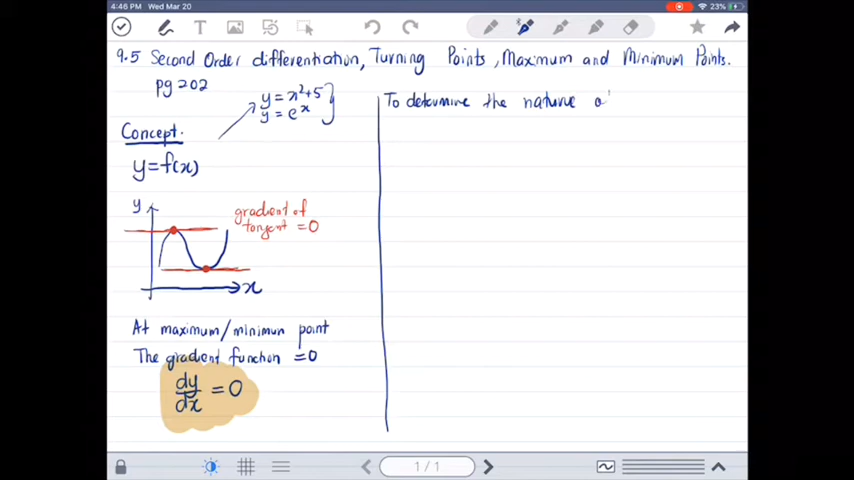 4:46 PM Wed Mar 20
23%
9.5 Second Order differentiation, Turning Points, Maximum and Minimum Points.
pg 202
y = x²+5
y = eˣ
Concept.
y=f(x)
y
gradient of
tangent = 0
x
At maximum/minimum point
The gradient function = 0
dy/dx = 0
To determine the nature o
1 / 1